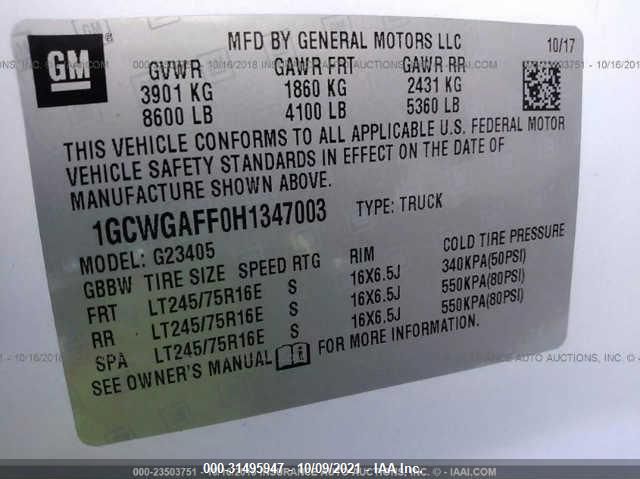 GM
MFD BY GENERAL MOTORS LLC 10/17
GVWR GAWR FRT GAWR RR
3901 KG 1860 KG 2431 KG
8600 LB 4100 LB 5360 LB
THIS VEHICLE CONFORMS TO ALL APPLICABLE U.S. FEDERAL MOTOR
VEHICLE SAFETY STANDARDS IN EFFECT ON THE DATE OF
MANUFACTURE SHOWN ABOVE.
1GCWGAFF0H1347003 TYPE: TRUCK
MODEL: G23405
GBBW TIRE SIZE SPEED RTG RIM COLD TIRE PRESSURE
FRT LT245/75R16E S 16X6.5J 340KPA(50PSI)
RR LT245/75R16E S 16X6.5J 550KPA(80PSI)
SPA LT245/75R16E S 16X6.5J 550KPA(80PSI)
SEE OWNER'S MANUAL FOR MORE INFORMATION.
000-31495947 - 10/09/2021 - IAA Inc.